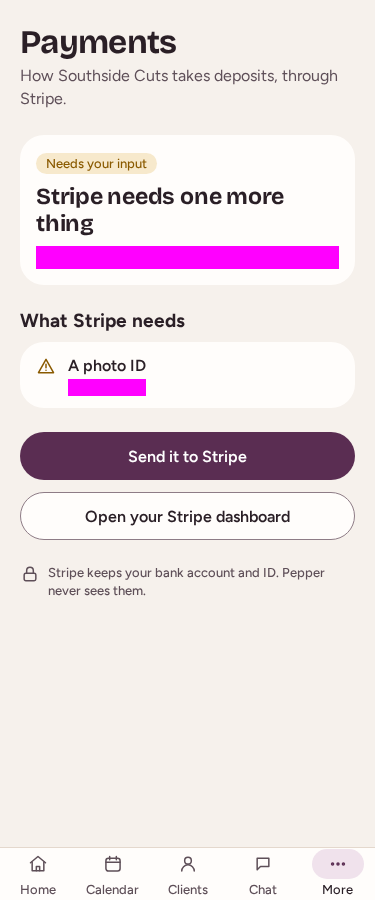 Payments
How Southside Cuts takes deposits, through
Stripe.
Needs your input
Stripe needs one more
thing
What Stripe needs
A photo ID
Send it to Stripe
Open your Stripe dashboard
Stripe keeps your bank account and ID. Pepper
never sees them.
Home
Calendar
Clients
Chat
More